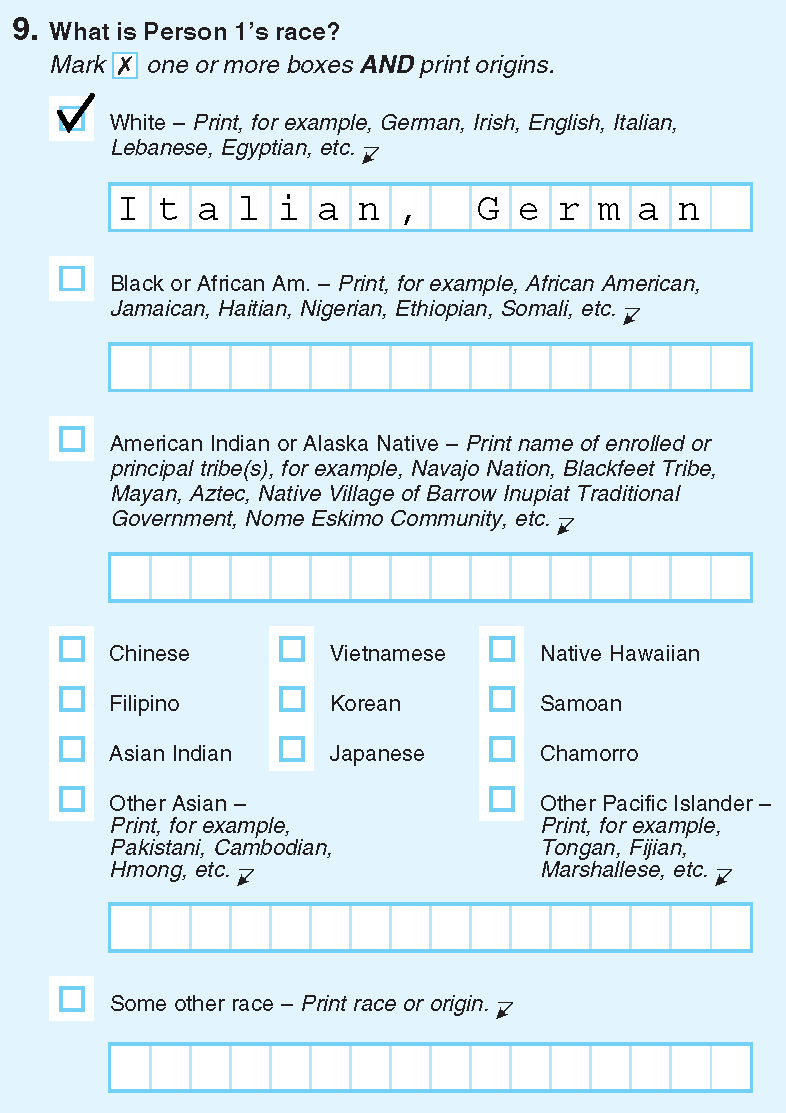 9. What is Person 1's race?
Mark ✗ one or more boxes AND print origins.
White – Print, for example, German, Irish, English, Italian,
Lebanese, Egyptian, etc.
Italian, German
Black or African Am. – Print, for example, African American,
Jamaican, Haitian, Nigerian, Ethiopian, Somali, etc.
American Indian or Alaska Native – Print name of enrolled or
principal tribe(s), for example, Navajo Nation, Blackfeet Tribe,
Mayan, Aztec, Native Village of Barrow Inupiat Traditional
Government, Nome Eskimo Community, etc.
Chinese
Filipino
Asian Indian
Other Asian –
Print, for example,
Pakistani, Cambodian,
Hmong, etc.
Vietnamese
Korean
Japanese
Native Hawaiian
Samoan
Chamorro
Other Pacific Islander –
Print, for example,
Tongan, Fijian,
Marshallese, etc.
Some other race – Print race or origin.